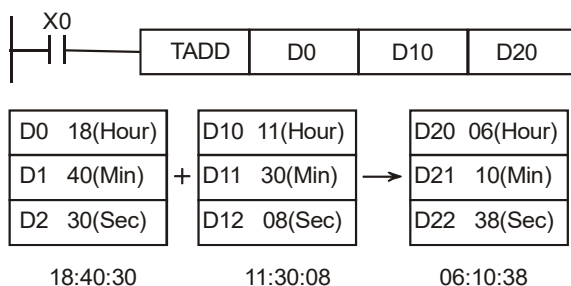 X0
TADD D0 D10 D20
D0 18(Hour) D10 11(Hour) D20 06(Hour)
D1 40(Min) + D11 30(Min) D21 10(Min)
D2 30(Sec) D12 08(Sec) D22 38(Sec)
18:40:30 11:30:08 06:10:38